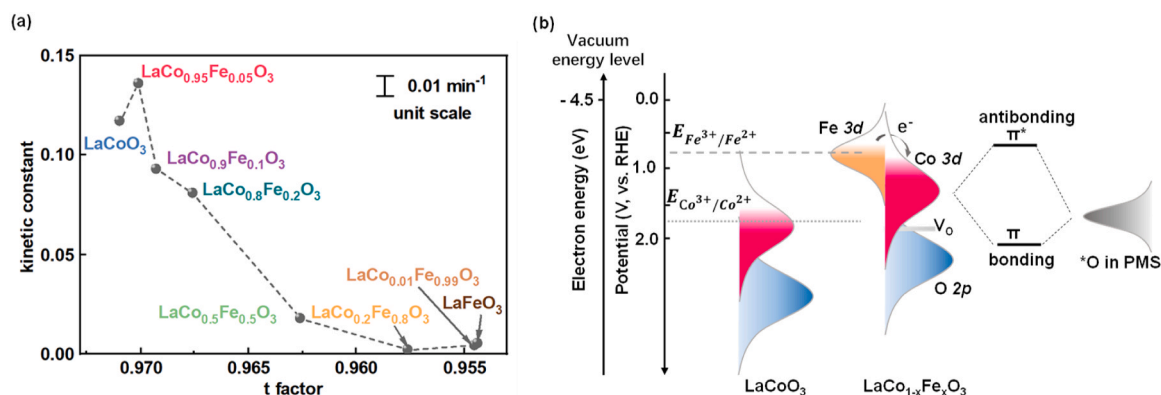 (a)
0.15
0.10
0.05
0.00
kinetic constant
0.970
0.965
0.960
0.955
t factor
LaCo0.95Fe0.05O3
LaCoO3
LaCo0.9Fe0.1O3
LaCo0.8Fe0.2O3
LaCo0.5Fe0.5O3
LaCo0.2Fe0.8O3
LaCo0.01Fe0.99O3
LaFeO3
0.01 min-1
unit scale
(b)
Vacuum
energy level
- 4.5
Electron energy (eV)
0.0
1.0
2.0
Potential (V, vs. RHE)
EFe3+/Fe2+
ECo3+/Co2+
Fe 3d
e-
Co 3d
Vo
O 2p
antibonding
π*
π
bonding
*O in PMS
LaCoO3
LaCo1-xFexO3